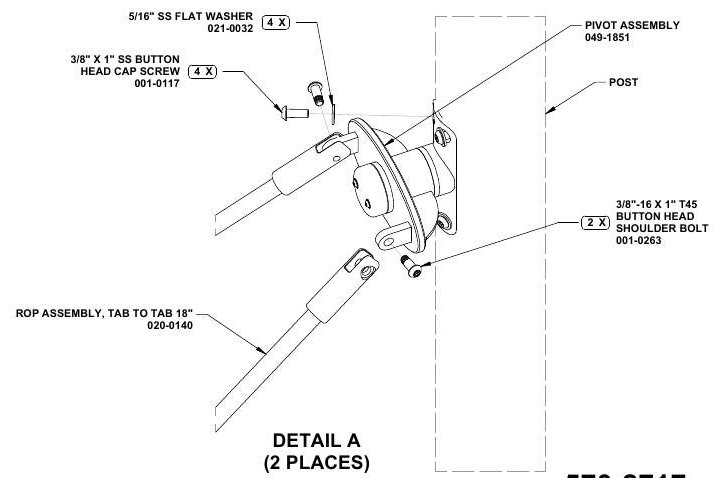 5/16" SS FLAT WASHER
021-0032
4 X
3/8" X 1" SS BUTTON
HEAD CAP SCREW
001-0117
4 X
PIVOT ASSEMBLY
049-1851
POST
3/8"-16 X 1" T45
BUTTON HEAD
SHOULDER BOLT
001-0263
2 X
ROP ASSEMBLY, TAB TO TAB 18"
020-0140
DETAIL A
(2 PLACES)